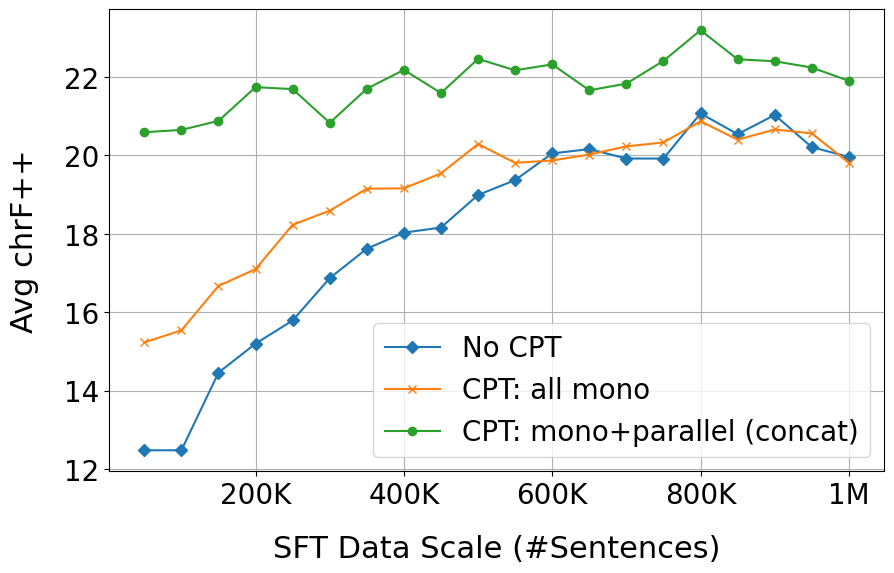 Avg chrF++
22
20
18
16
14
12
No CPT
CPT: all mono
CPT: mono+parallel (concat)
200K 400K 600K 800K 1M
SFT Data Scale (#Sentences)